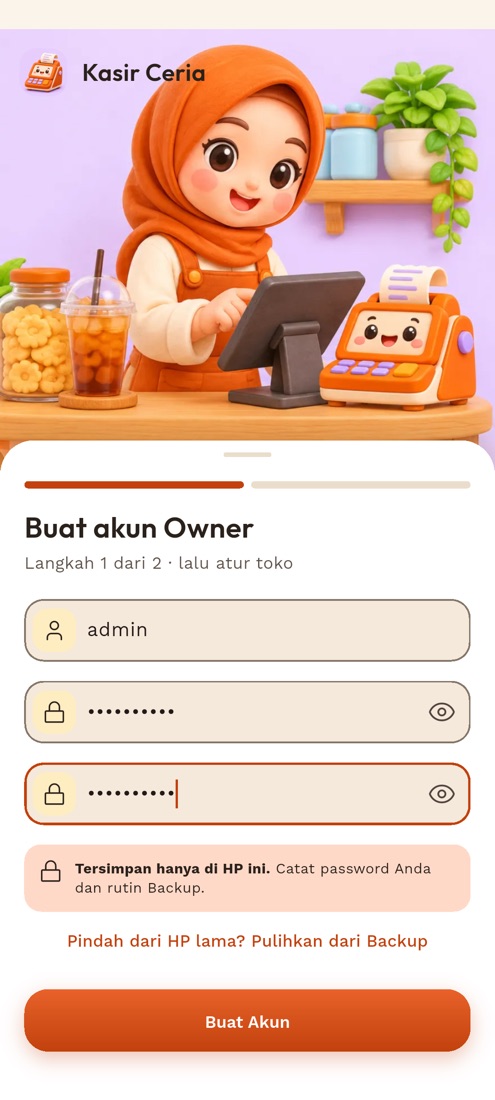 Kasir Ceria
Buat akun Owner
Langkah 1 dari 2 · lalu atur toko
admin
••••••••••
••••••••••
Tersimpan hanya di HP ini. Catat password Anda
dan rutin Backup.
Pindah dari HP lama? Pulihkan dari Backup
Buat Akun